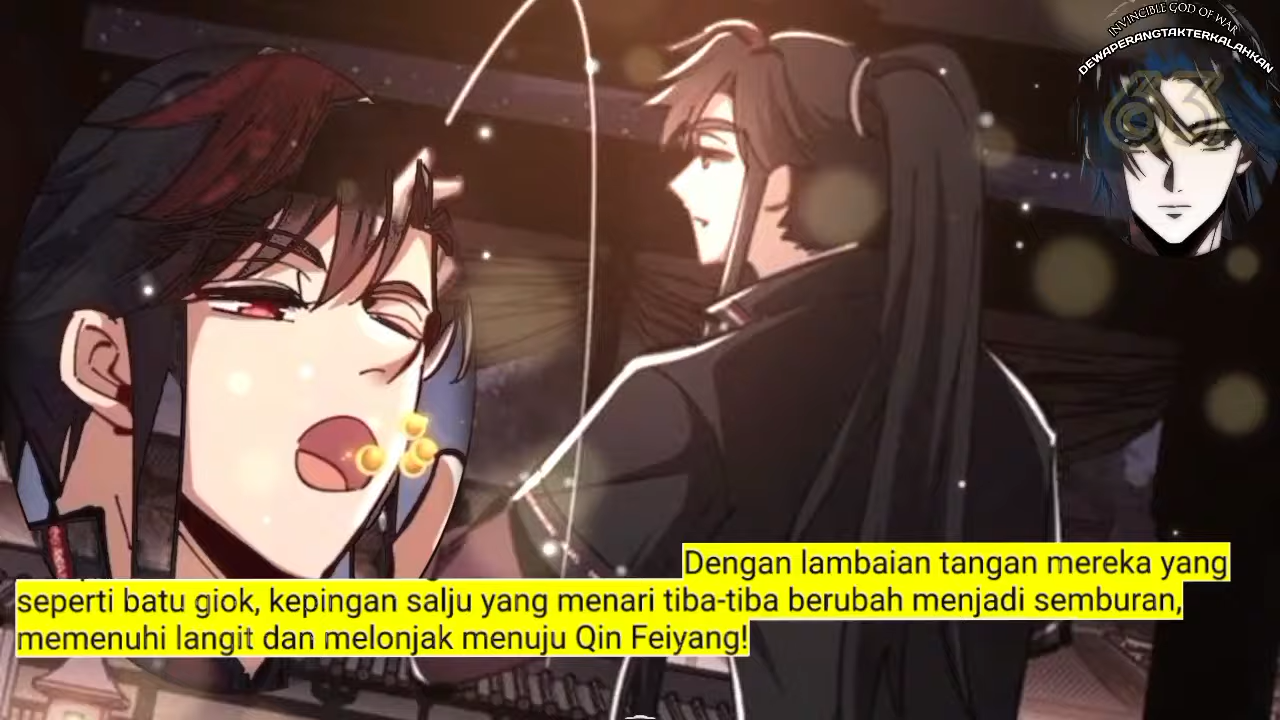 INVINCIBLE GOD OF WAR
DEWAPERANGTAKTERKALAHKAN
63
Dengan lambaian tangan mereka yang
seperti batu giok, kepingan salju yang menari tiba-tiba berubah menjadi semburan,
memenuhi langit dan melonjak menuju Qin Feiyang!